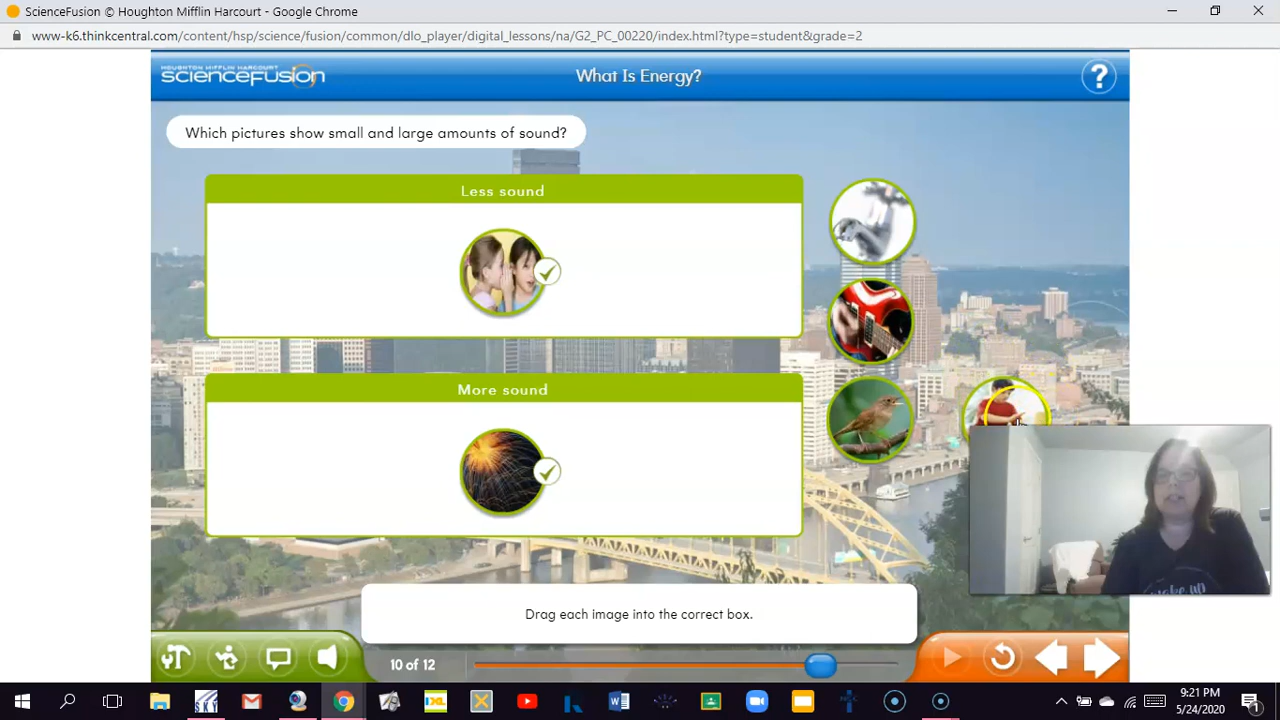 ScienceFusion © Houghton Mifflin Harcourt - Google Chrome
www-k6.thinkcentral.com/content/hsp/science/fusion/common/dlo_player/digital_lessons/na/G2_PC_00220/index.html?type=student&grade=2
HOUGHTON MIFFLIN HARCOURT
SCIENCEFUSION
What Is Energy?
?
Which pictures show small and large amounts of sound?
Less sound
More sound
Drag each image into the correct box.
10 of 12
9:21 PM
5/24/2020